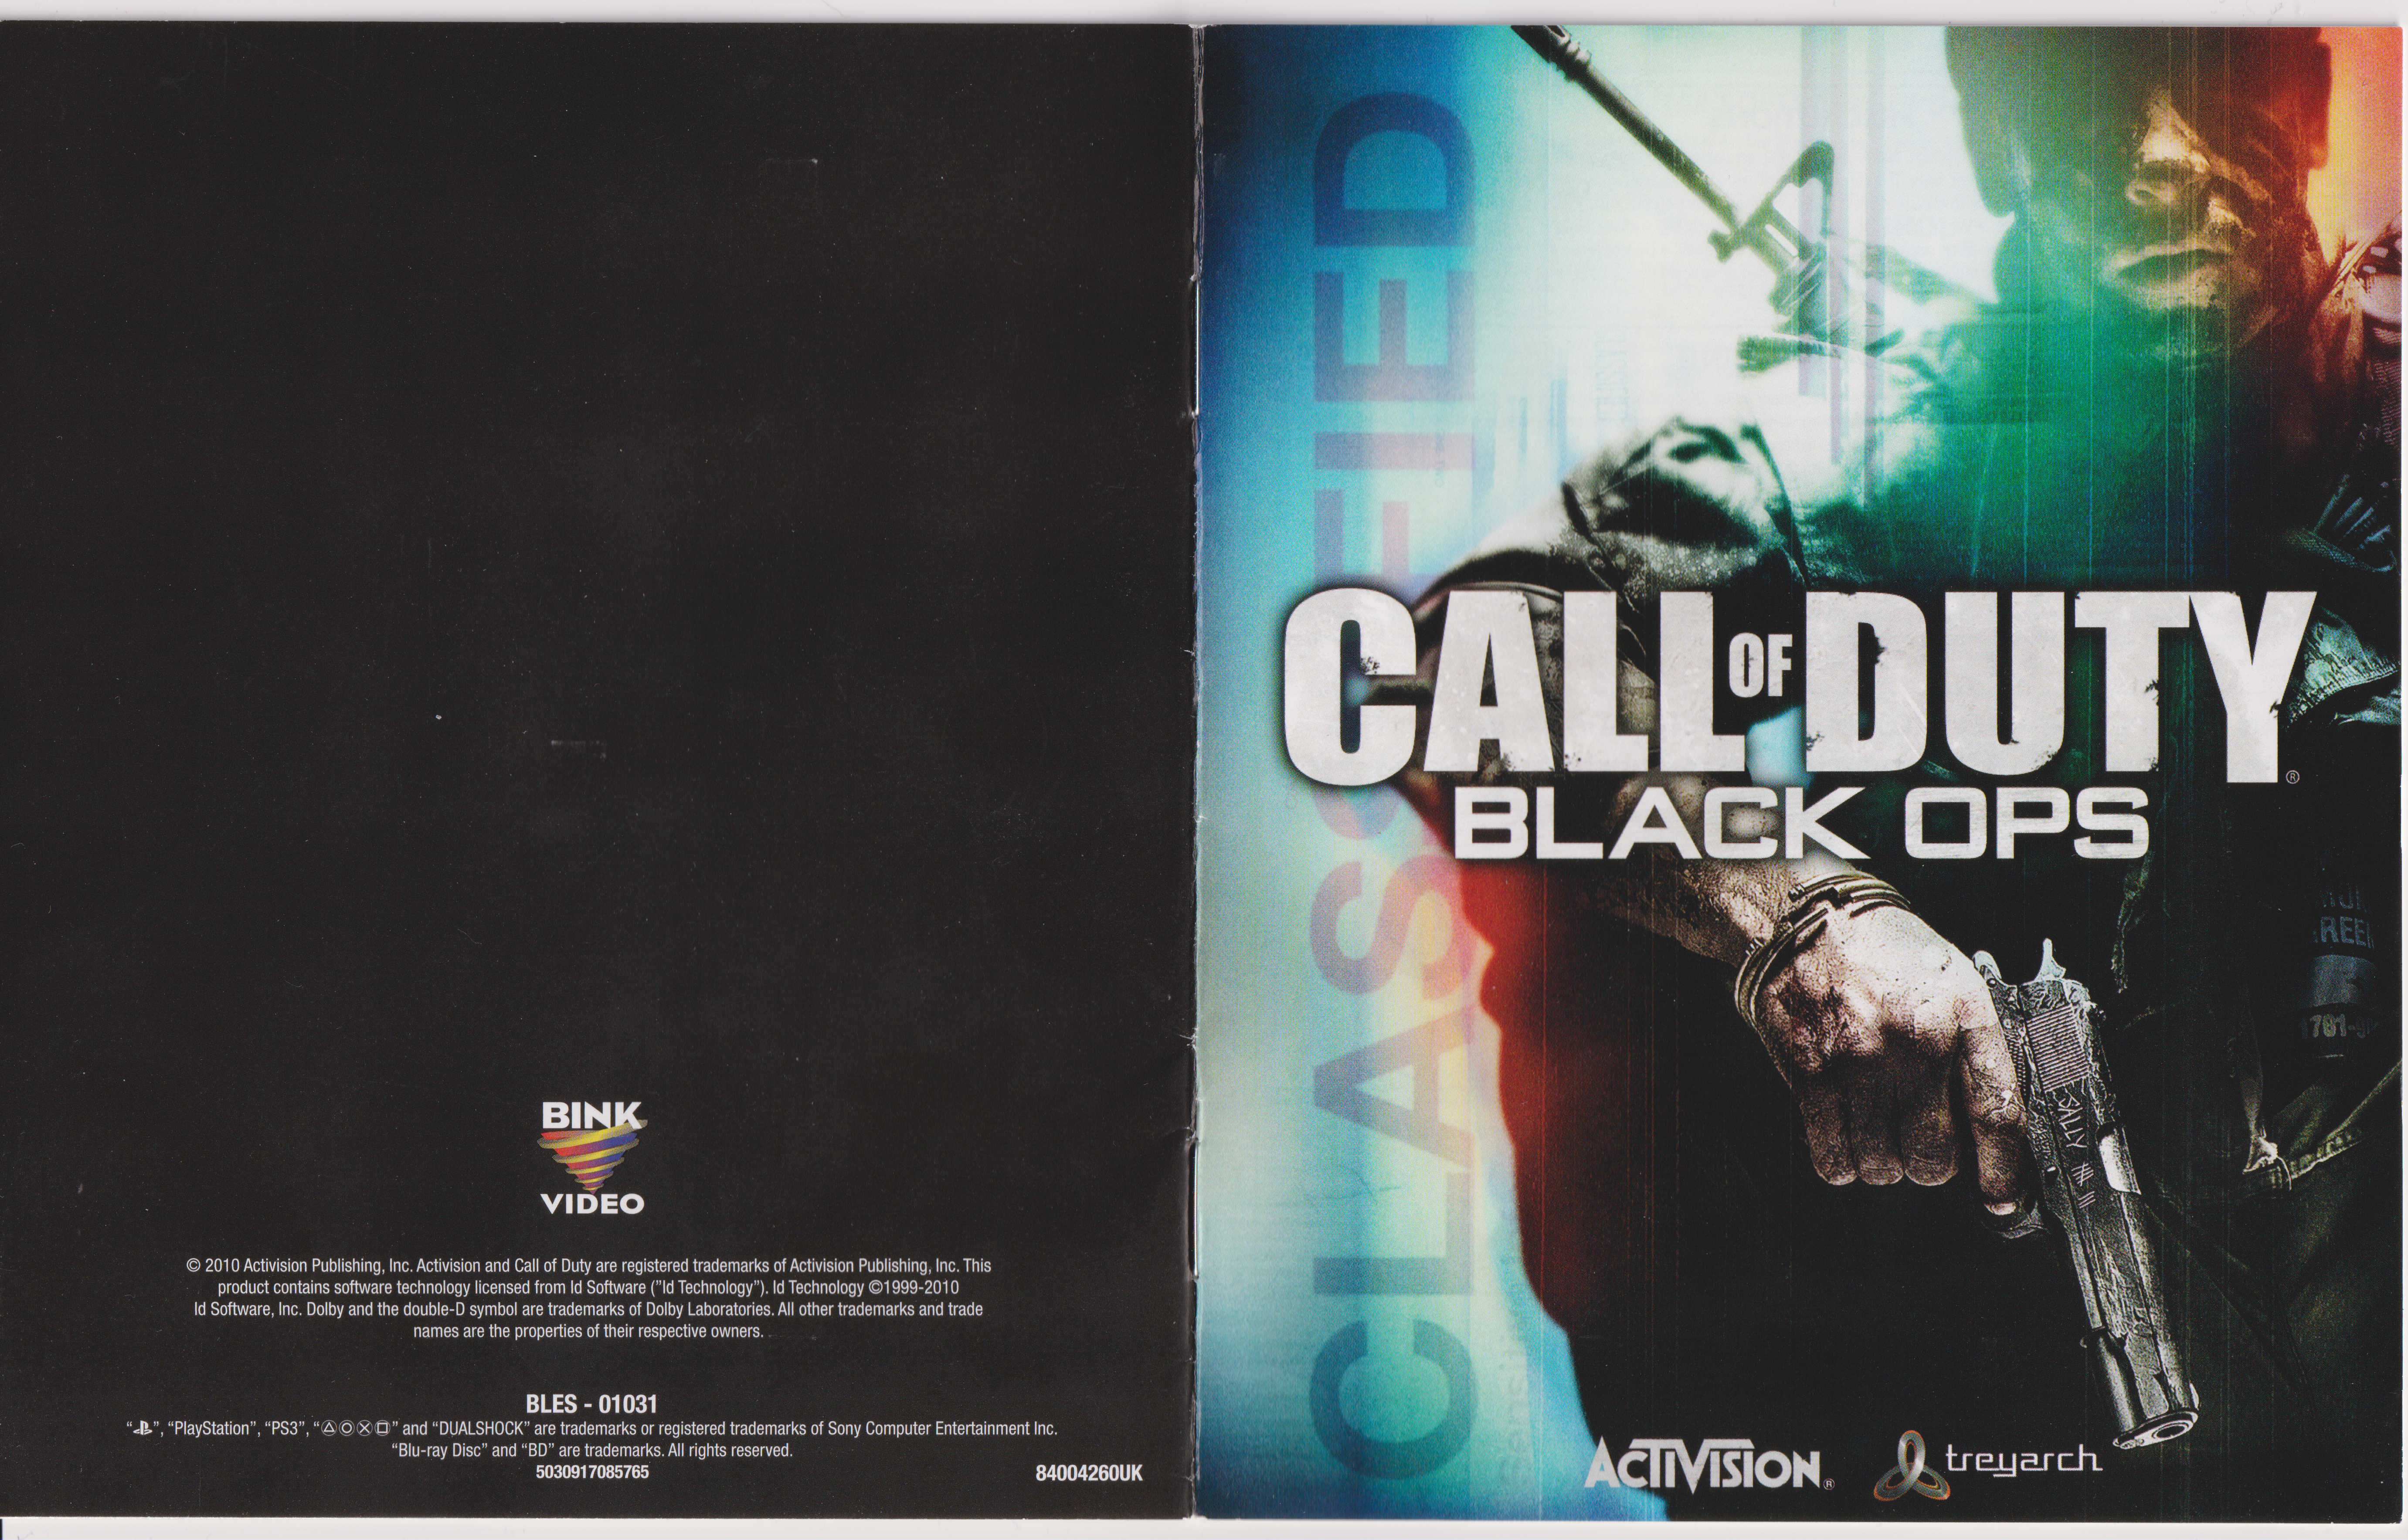 BINK
VIDEO
© 2010 Activision Publishing, Inc. Activision and Call of Duty are registered trademarks of Activision Publishing, Inc. This
product contains software technology licensed from Id Software (”Id Technology”). Id Technology ©1999-2010
Id Software, Inc. Dolby and the double-D symbol are trademarks of Dolby Laboratories. All other trademarks and trade
names are the properties of their respective owners.
BLES - 01031
“PS”, “PlayStation”, “PS3”, “△○✕□” and “DUALSHOCK” are trademarks or registered trademarks of Sony Computer Entertainment Inc.
“Blu-ray Disc” and “BD” are trademarks. All rights reserved.
5030917085765
84004260UK
CLASSIFIED
CALL OF DUTY®
BLACK OPS
SALLY
ACTIVISION®
treyarch